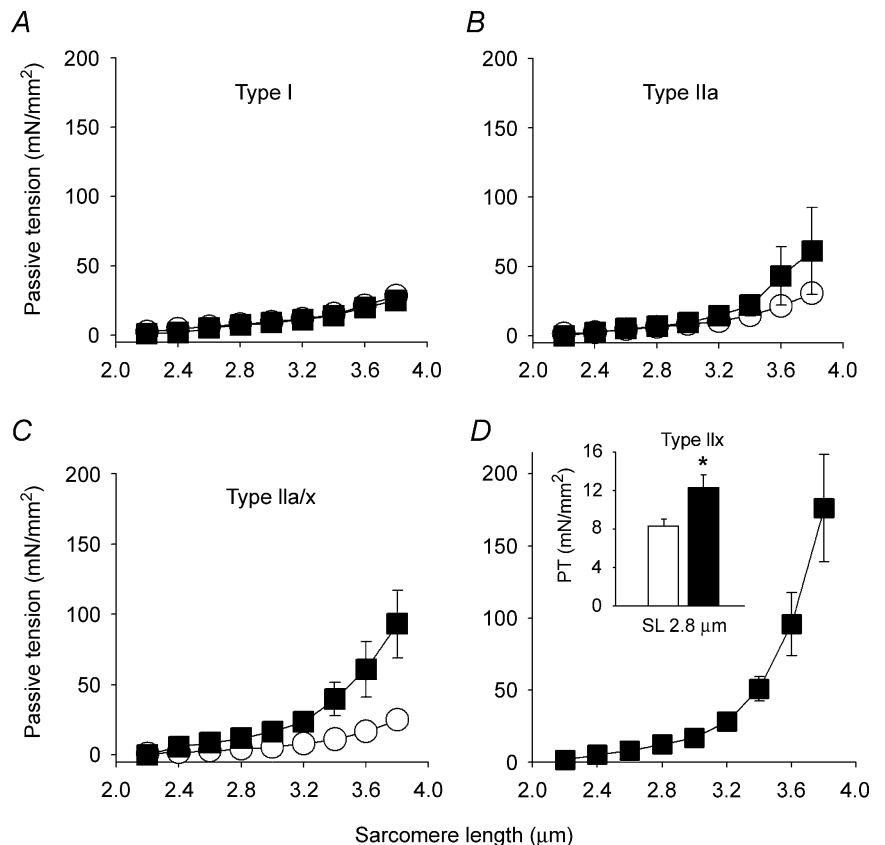 A
B
200
150
100
50
0
Type I
Passive tension (mN/mm2)
2.0 2.4 2.8 3.2 3.6 4.0
200
150
100
50
0
Type IIa
2.0 2.4 2.8 3.2 3.6 4.0
C
D
200
150
100
50
0
Type IIa/x
Passive tension (mN/mm2)
2.0 2.4 2.8 3.2 3.6 4.0
200
150
100
50
0
Type IIx
*
16
12
8
4
0
PT (mN/mm2)
SL 2.8 µm
2.0 2.4 2.8 3.2 3.6 4.0
Sarcomere length (µm)